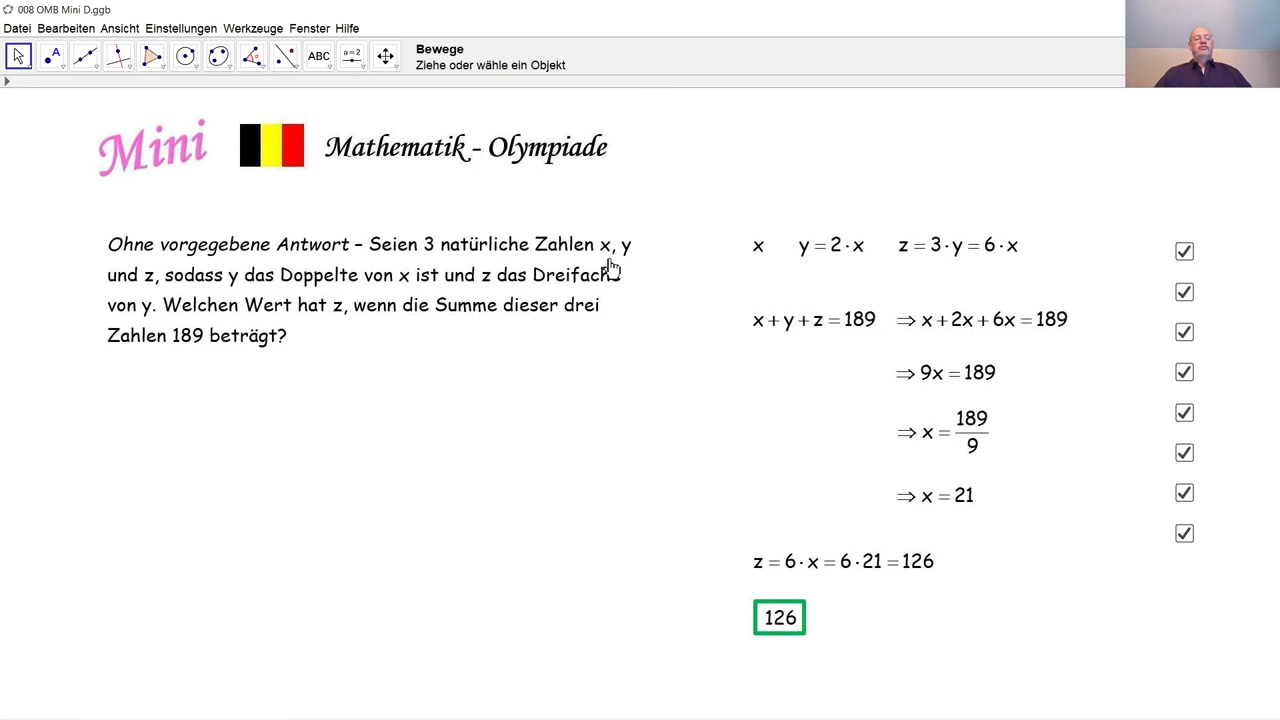 008 OMB Mini D.ggb
Datei Bearbeiten Ansicht Einstellungen Werkzeuge Fenster Hilfe
A
ABC
a=2
Bewege
Ziehe oder wähle ein Objekt
Mini
Mathematik - Olympiade
Ohne vorgegebene Antwort – Seien 3 natürliche Zahlen x, y
und z, sodass y das Doppelte von x ist und z das Dreifache
von y. Welchen Wert hat z, wenn die Summe dieser drei
Zahlen 189 beträgt?
x y = 2 · x z = 3 · y = 6 · x
x + y + z = 189 ⇒ x + 2x + 6x = 189
⇒ 9x = 189
⇒ x = 189/9
⇒ x = 21
z = 6 · x = 6 · 21 = 126
126